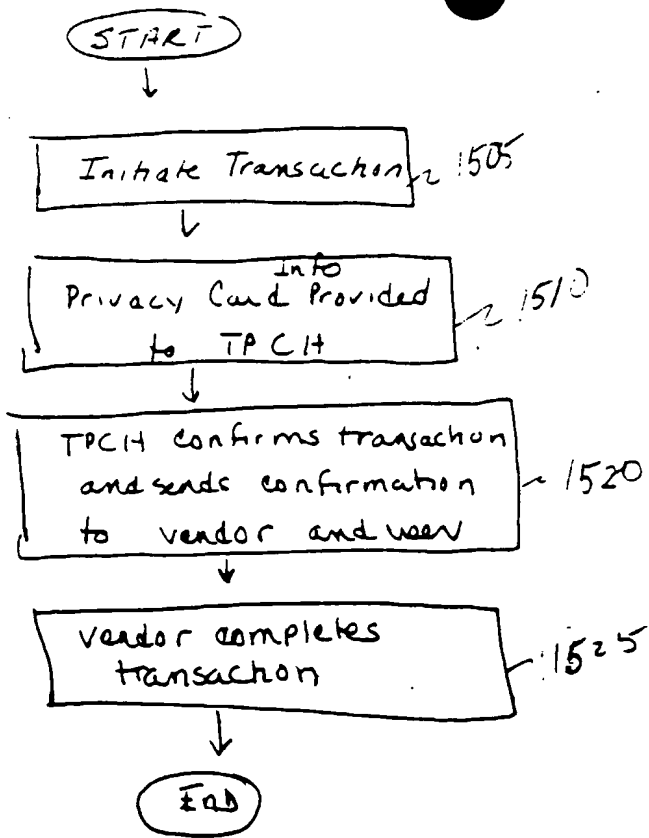 START
Initiate Transaction
1505
Info
Privacy Card Provided
to TPCH
1510
TPCH confirms transaction
and sends confirmation
to vendor and user
1520
vendor completes
transaction
1525
End